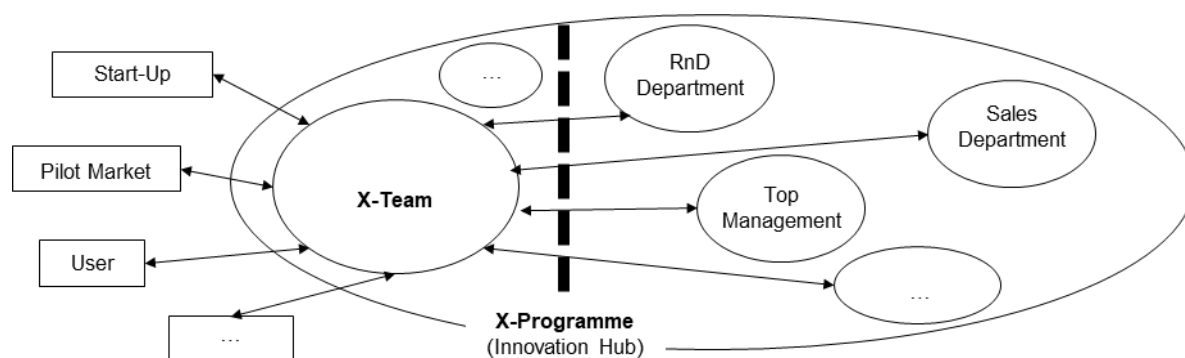 Start-Up
Pilot Market
User
…
X-Team
…
RnD
Department
Sales
Department
Top
Management
…
X-Programme
(Innovation Hub)